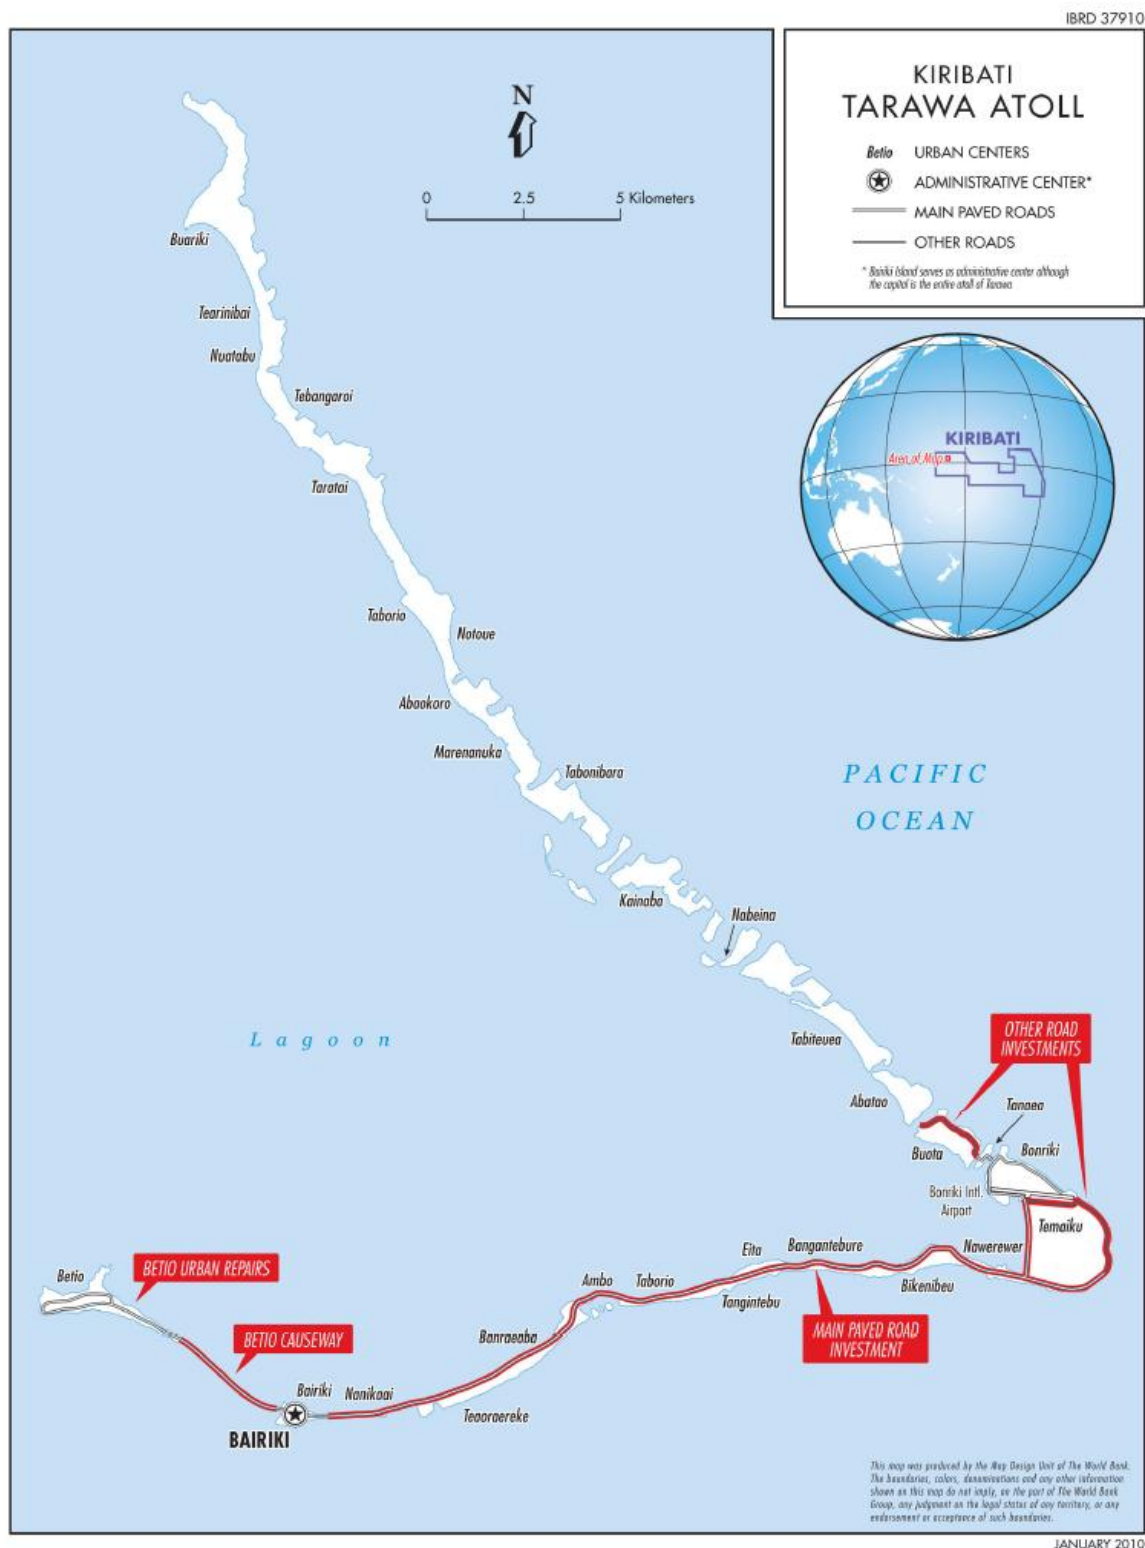 IBRD 37910
KIRIBATI
TARAWA ATOLL
Betio URBAN CENTERS
ADMINISTRATIVE CENTER*
MAIN PAVED ROADS
OTHER ROADS
* Bairiki Island serves as administrative center although
the capital is the entire atoll of Tarawa
N
0 2.5 5 Kilometers
Buariki
Tearinibai
Nuatabu
Tebangaroi
Taratai
KIRIBATI
Area of Map
Taborio
Notoue
Abaokoro
Marenanuka
Tabonibara
PACIFIC
OCEAN
Kainaba
Nabeina
Lagoon
Tabiteuea
OTHER ROAD
INVESTMENTS
Abatao
Tanaea
Buota
Bonriki
Bonriki Intl.
Airport
Temaiku
Eita
Bangantebure
Nawerewer
Betio
BETIO URBAN REPAIRS
Ambo
Taborio
Bikenibeu
Tangintebu
BETIO CAUSEWAY
Banraeaba
MAIN PAVED ROAD
INVESTMENT
Bairiki
Nanikaai
Teaoraereke
BAIRIKI
This map was produced by the Map Design Unit of The World Bank.
The boundaries, colors, denominations and any other information
shown on this map do not imply, on the part of The World Bank
Group, any judgment on the legal status of any territory, or any
endorsement or acceptance of such boundaries.
JANUARY 2010